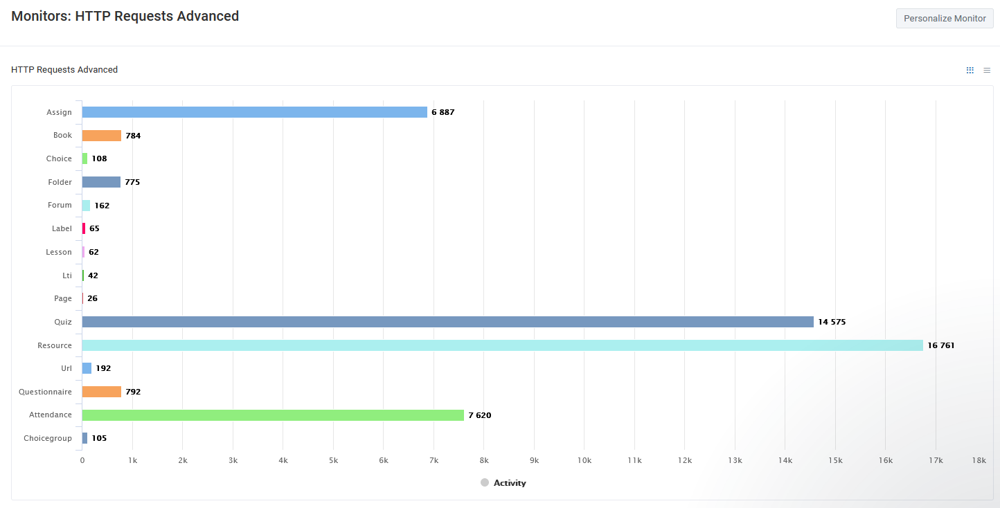 Monitors: HTTP Requests Advanced
Personalize Monitor
HTTP Requests Advanced
Assign 6 887
Book 784
Choice 108
Folder 775
Forum 162
Label 65
Lesson 62
Lti 42
Page 26
Quiz 14 575
Resource 16 761
Url 192
Questionnaire 792
Attendance 7 620
Choicegroup 105
0 1k 2k 3k 4k 5k 6k 7k 8k 9k 10k 11k 12k 13k 14k 15k 16k 17k 18k
Activity